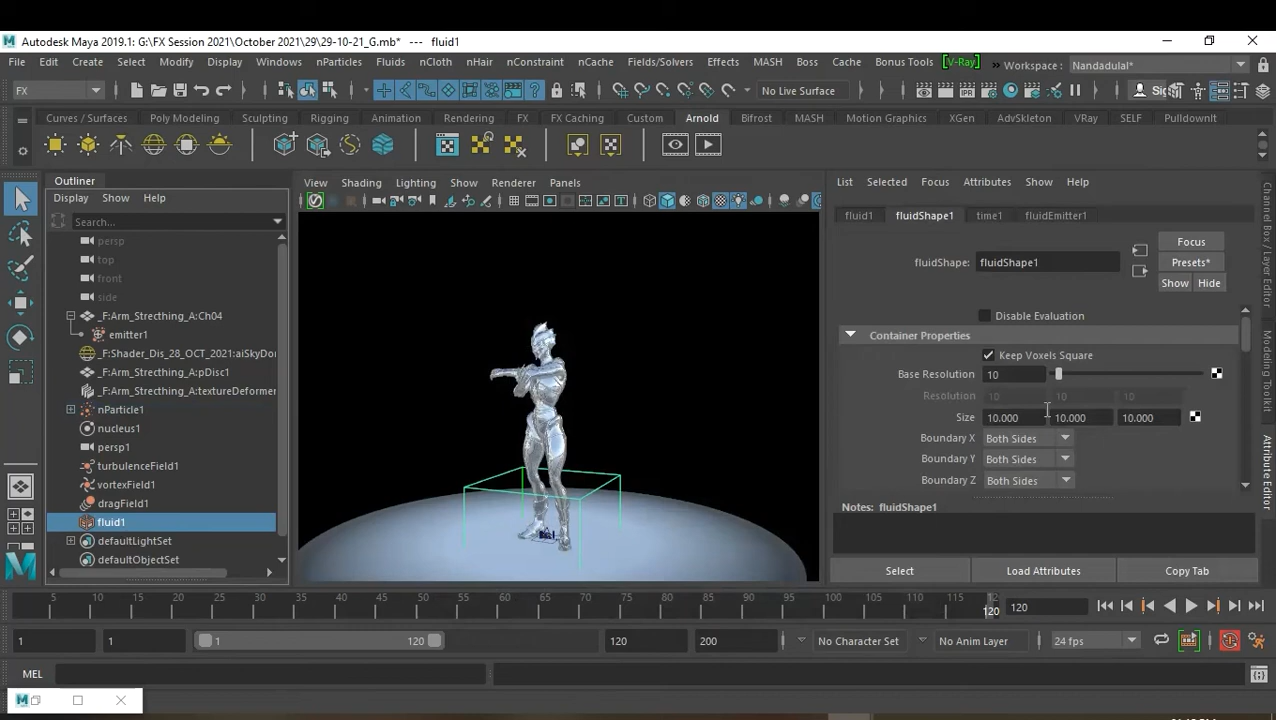 Autodesk Maya 2019.1: G:\FX Session 2021\October 2021\29\29-10-21_G.mb* --- fluid1
File Edit Create Select Modify Display Windows nParticles Fluids nCloth nHair nConstraint nCache Fields/Solvers Effects MASH Boss Cache Arnold Bonus Tools [V-Ray] » Workspace : Nandadulal*
FX No Live Surface
Curves / Surfaces Poly Modeling Sculpting Rigging Animation Rendering FX FX Caching Custom Arnold Bifrost MASH Motion Graphics XGen AdvSkeleton VRay SELF PulldownIt
Outliner
Display Show Help
Search...
persp
top
front
side
_F:Arm_Strecthing_A:Ch04
emitter1
_F:Shader_Dis_28_OCT_2021:aiSkyDo
_F:Arm_Strecthing_A:pDisc1
_F:Arm_Strecthing_A:textureDeformer
nParticle1
nucleus1
persp1
turbulenceField1
vortexField1
dragField1
fluid1
defaultLightSet
defaultObjectSet
View Shading Lighting Show Renderer Panels
List Selected Focus Attributes Show Help
fluid1 fluidShape1 time1 fluidEmitter1
Focus
fluidShape: fluidShape1 Presets*
Show Hide
Disable Evaluation
Container Properties
Keep Voxels Square
Base Resolution 10
Resolution 10 10 10
Size 10.000 10.000 10.000
Boundary X Both Sides
Boundary Y Both Sides
Boundary Z Both Sides
Notes: fluidShape1
Select Load Attributes Copy Tab
Channel Box / Layer Editor
Modeling Toolkit
Attribute Editor
5 10 15 20 25 30 35 40 45 50 55 60 65 70 75 80 85 90 95 100 105 110 115 120 120
1 1 1 120 120 200 No Character Set No Anim Layer 24 fps
MEL